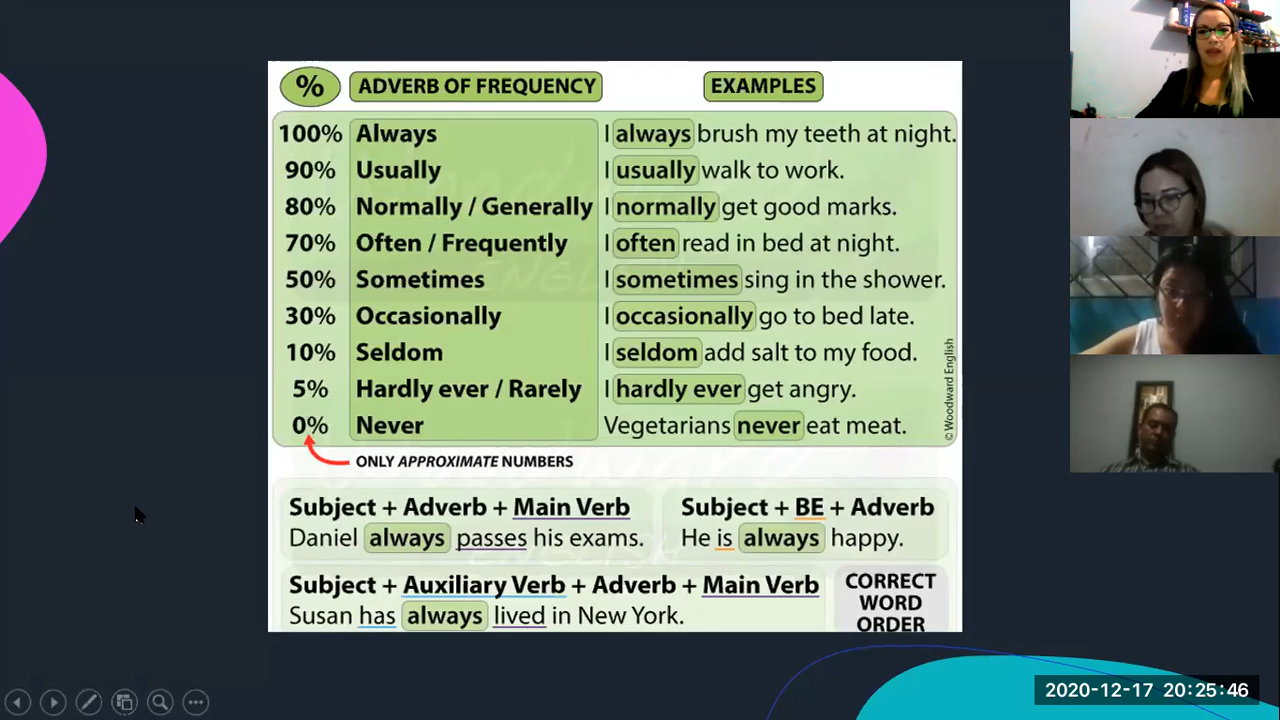 % ADVERB OF FREQUENCY EXAMPLES
100% Always I always brush my teeth at night.
90% Usually I usually walk to work.
80% Normally / Generally I normally get good marks.
70% Often / Frequently I often read in bed at night.
50% Sometimes I sometimes sing in the shower.
30% Occasionally I occasionally go to bed late.
10% Seldom I seldom add salt to my food.
5% Hardly ever / Rarely I hardly ever get angry.
0% Never Vegetarians never eat meat.
© Woodward English
ONLY APPROXIMATE NUMBERS
Subject + Adverb + Main Verb
Daniel always passes his exams.
Subject + BE + Adverb
He is always happy.
Subject + Auxiliary Verb + Adverb + Main Verb
Susan has always lived in New York.
CORRECT
WORD
ORDER
2020-12-17 20:25:46